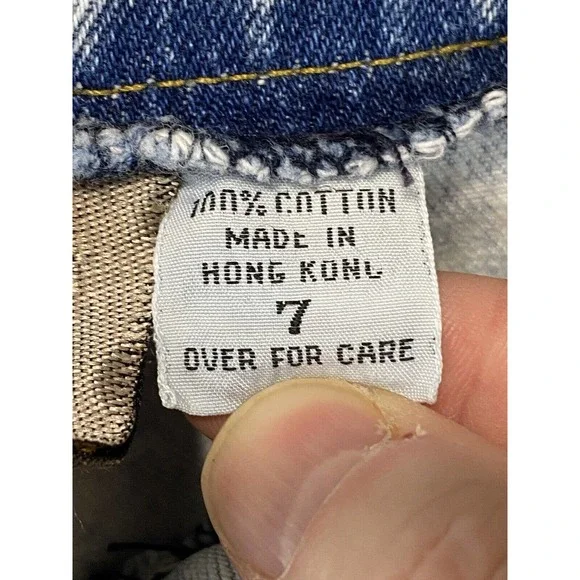 100% COTTON
MADE IN
HONG KONG
7
OVER FOR CARE